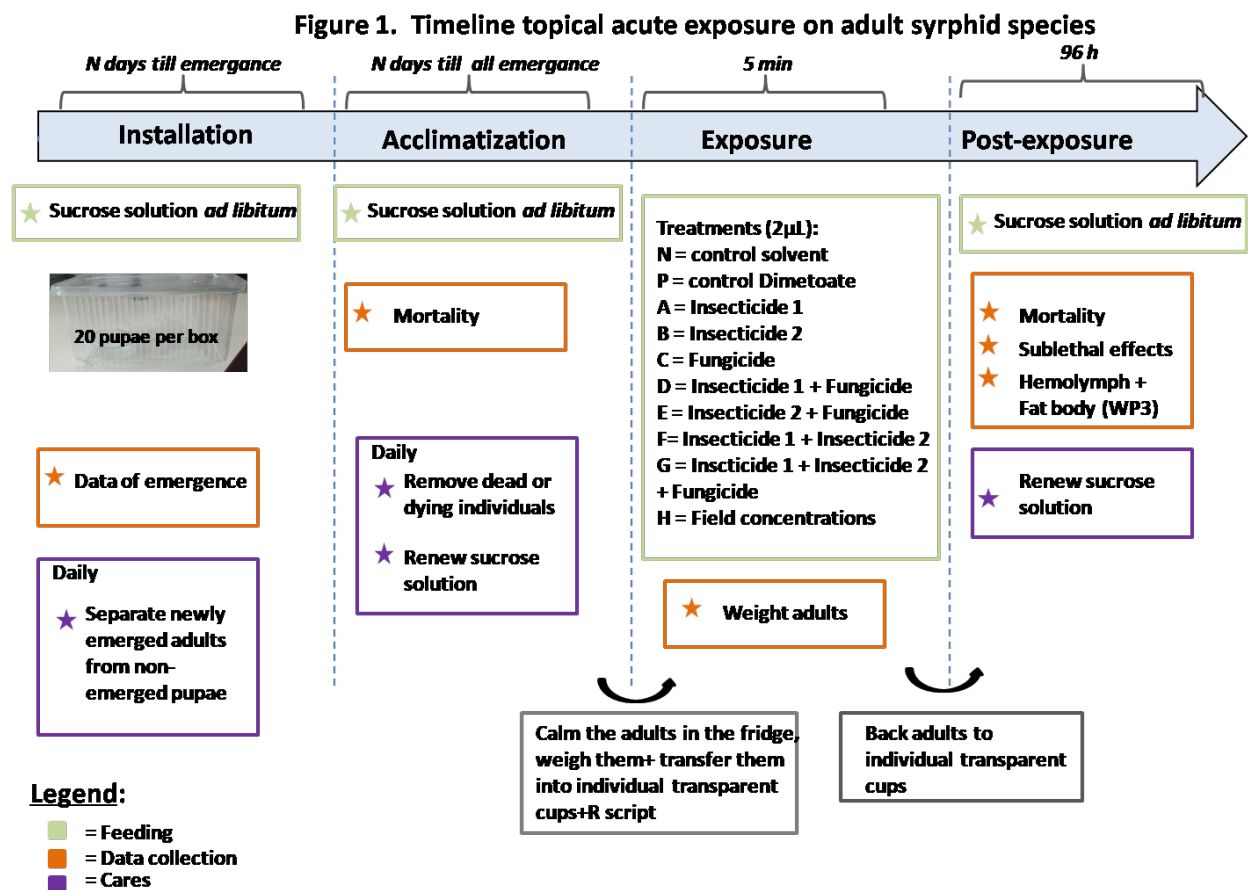 Figure 1. Timeline topical acute exposure on adult syrphid species
N days till emergance
N days till all emergance
5 min
96 h
Installation
Acclimatization
Exposure
Post-exposure
Sucrose solution ad libitum
20 pupae per box
Data of emergence
Daily
Separate newly
emerged adults
from non-
emerged pupae
Sucrose solution ad libitum
Mortality
Daily
Remove dead or
dying individuals
Renew sucrose
solution
Treatments (2µL):
N = control solvent
P = control Dimetoate
A = Insecticide 1
B = Insecticide 2
C = Fungicide
D = Insecticide 1 + Fungicide
E = Insecticide 2 + Fungicide
F= Insecticide 1 + Insecticide 2
G = Inscticide 1 + Insecticide 2
+ Fungicide
H = Field concentrations
Weight adults
Sucrose solution ad libitum
Mortality
Sublethal effects
Hemolymph +
Fat body (WP3)
Renew sucrose
solution
Calm the adults in the fridge,
weigh them+ transfer them
into individual transparent
cups+R script
Back adults to
individual transparent
cups
Legend:
= Feeding
= Data collection
= Cares